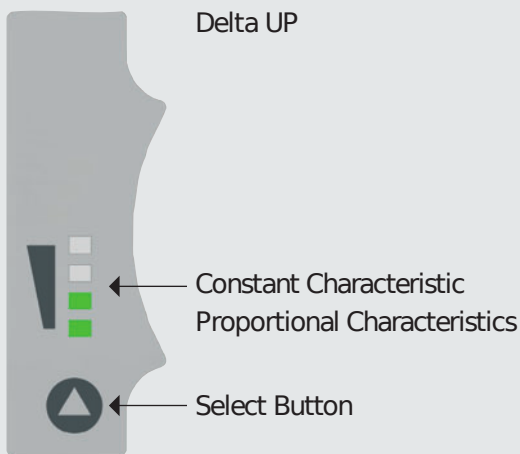 Delta UP
Constant Characteristic
Proportional Characteristics
Select Button